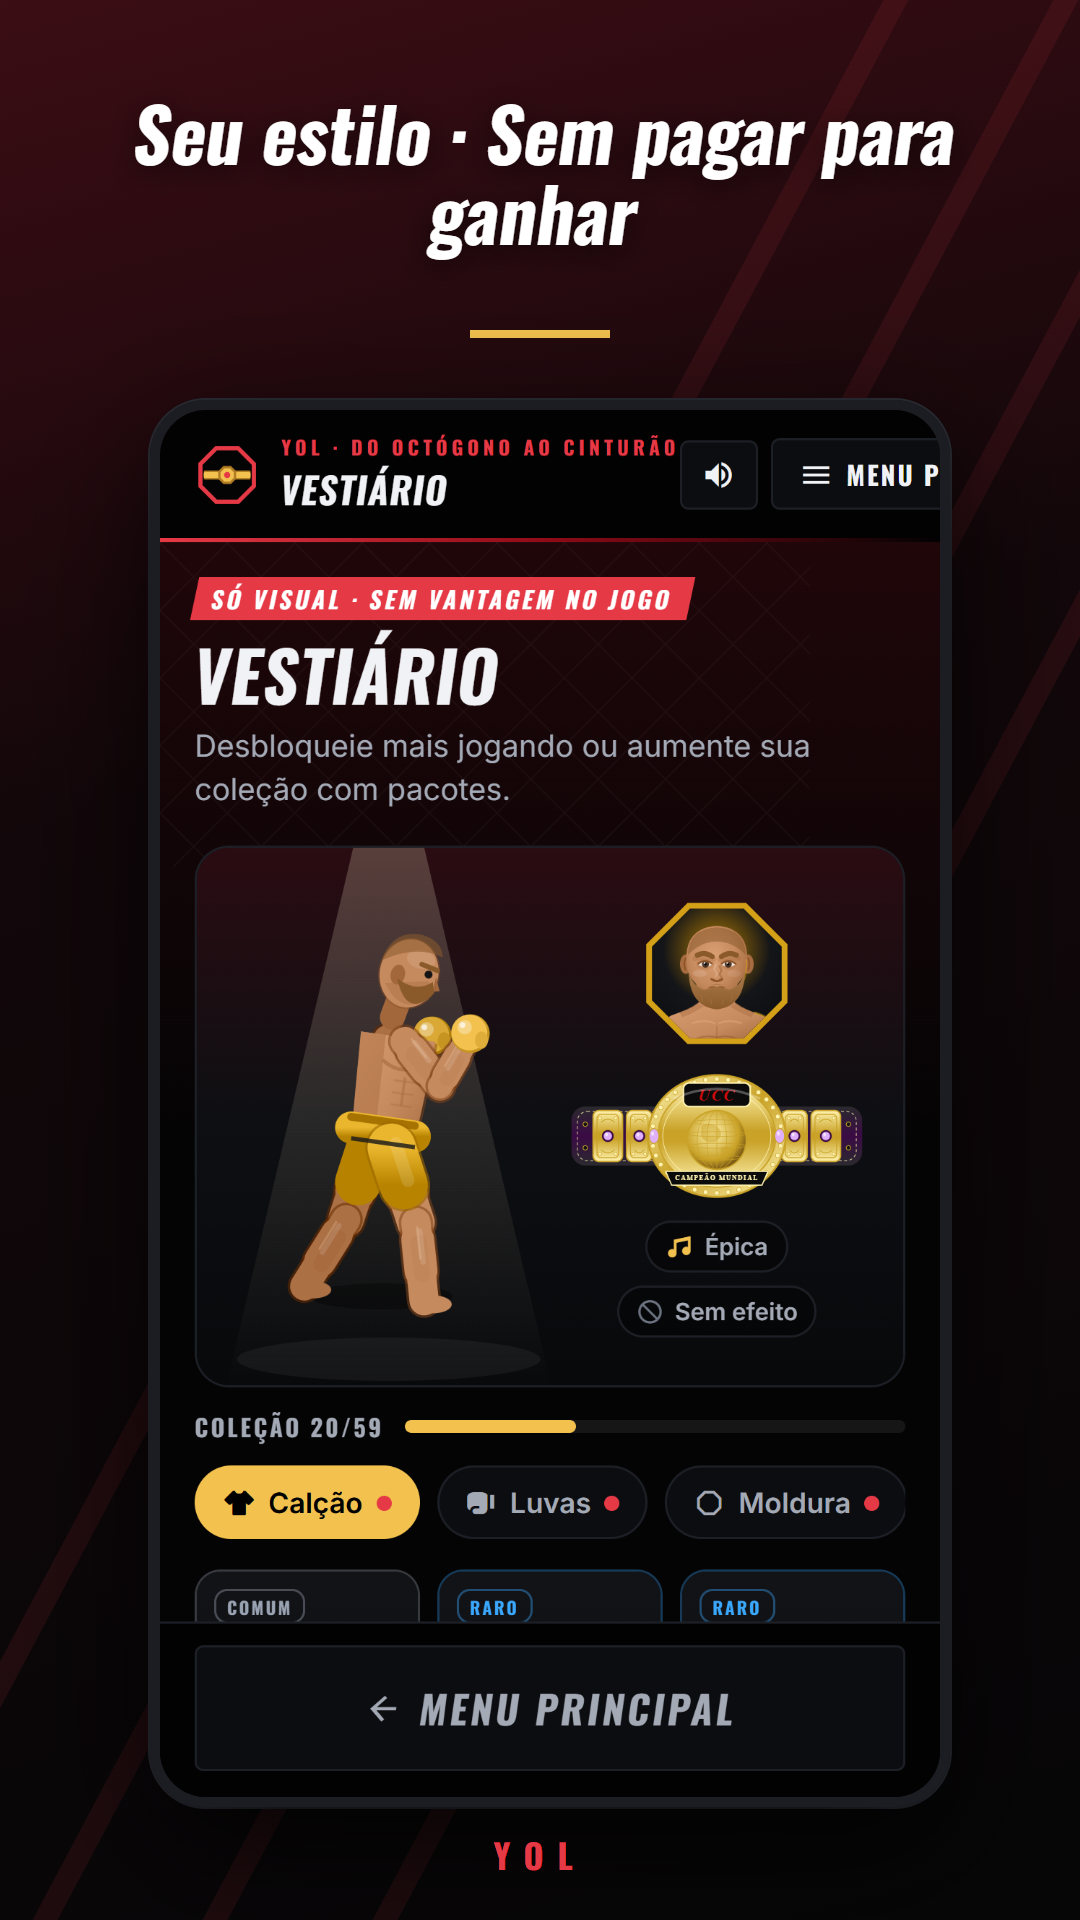 Seu estilo · Sem pagar para
ganhar
YOL · DO OCTÓGONO AO CINTURÃO
VESTIÁRIO
MENU P
SÓ VISUAL · SEM VANTAGEM NO JOGO
VESTIÁRIO
Desbloqueie mais jogando ou aumente sua
coleção com pacotes.
UCC
CAMPEÃO MUNDIAL
Épica
Sem efeito
COLEÇÃO 20/59
Calção
Luvas
Moldura
COMUM
RARO
RARO
MENU PRINCIPAL
YOL